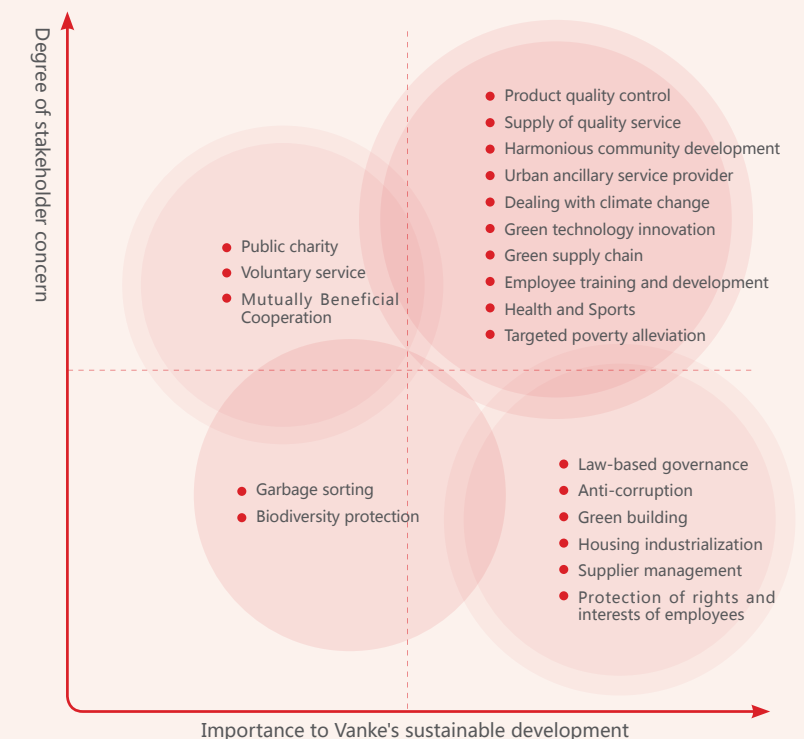 Degree of stakeholder concern
Product quality control
Supply of quality service
Harmonious community development
Urban ancillary service provider
Dealing with climate change
Green technology innovation
Green supply chain
Employee training and development
Health and Sports
Targeted poverty alleviation
Public charity
Voluntary service
Mutually Beneficial
Cooperation
Garbage sorting
Biodiversity protection
Law-based governance
Anti-corruption
Green building
Housing industrialization
Supplier management
Protection of rights and
interests of employees
Importance to Vanke's sustainable development